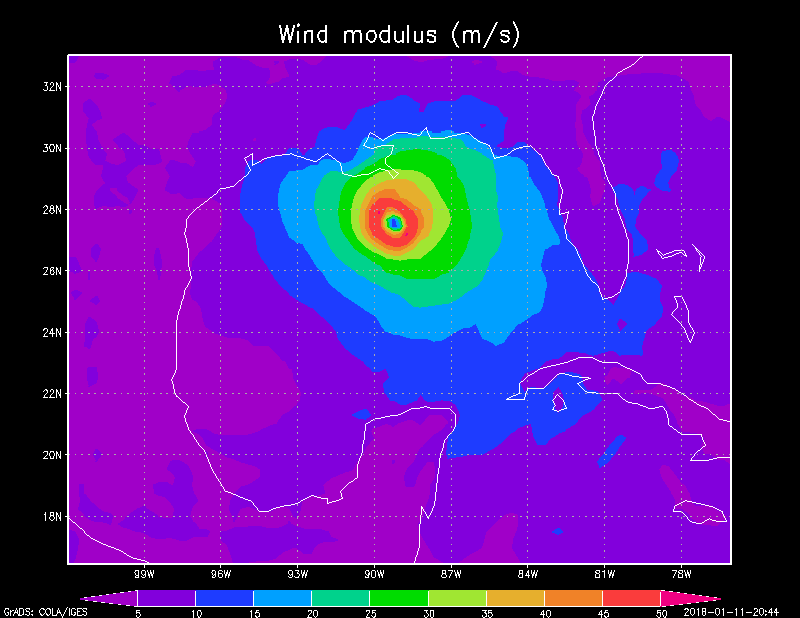 Wind modulus (m/s)
32N
30N
28N
26N
24N
22N
20N
18N
99W 96W 93W 90W 87W 84W 81W 78W
5 10 15 20 25 30 35 40 45 50
GrADS: COLA/IGES 2018-01-11-20:44